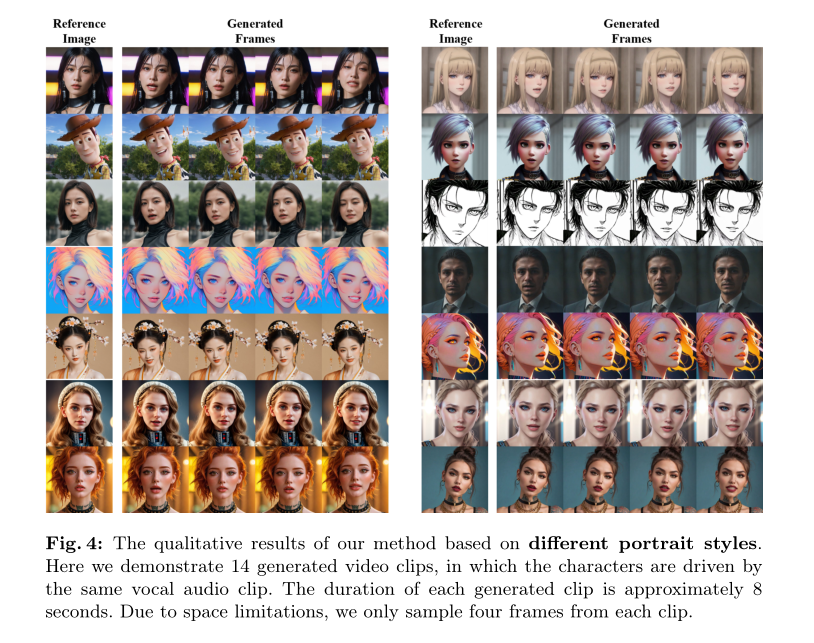 Reference
Image
Generated
Frames
Reference
Image
Generated
Frames
Fig. 4: The qualitative results of our method based on different portrait styles.
Here we demonstrate 14 generated video clips, in which the characters are driven by
the same vocal audio clip. The duration of each generated clip is approximately 8
seconds. Due to space limitations, we only sample four frames from each clip.